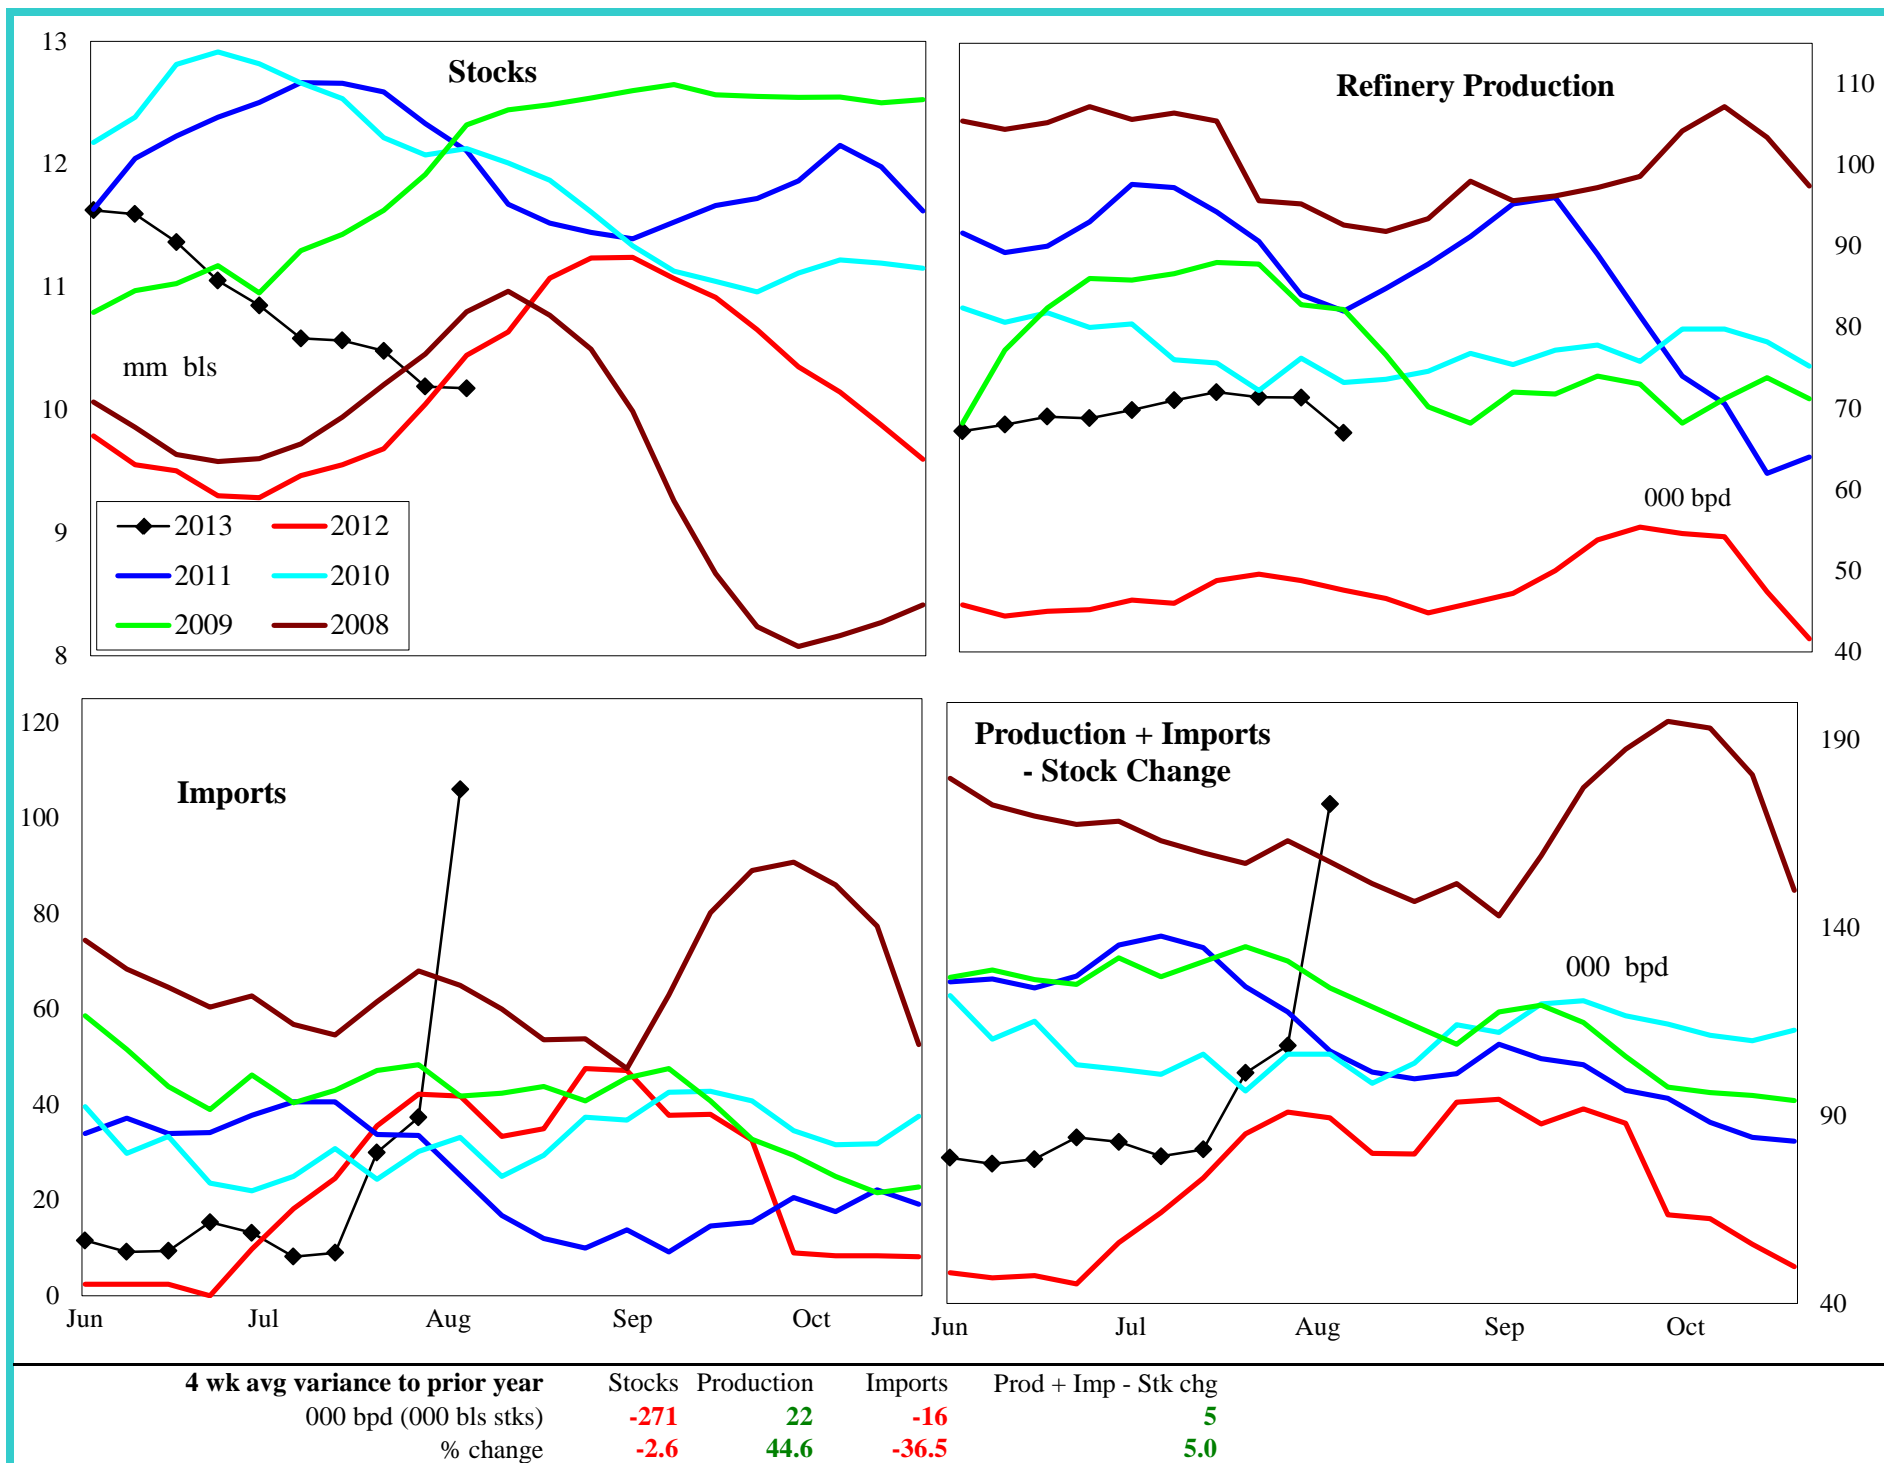 Stocks
13
12
11
10
9
8
mm bls
2013 2012
2011 2010
2009 2008
Refinery Production
110
100
90
80
70
60
50
40
000 bpd
Imports
120
100
80
60
40
20
0
Jun Jul Aug Sep Oct
Production + Imports
- Stock Change
190
140
90
40
000 bpd
Jun Jul Aug Sep Oct
4 wk avg variance to prior year Stocks Production Imports Prod + Imp - Stk chg
000 bpd (000 bls stks) -271 22 -16 5
% change -2.6 44.6 -36.5 5.0